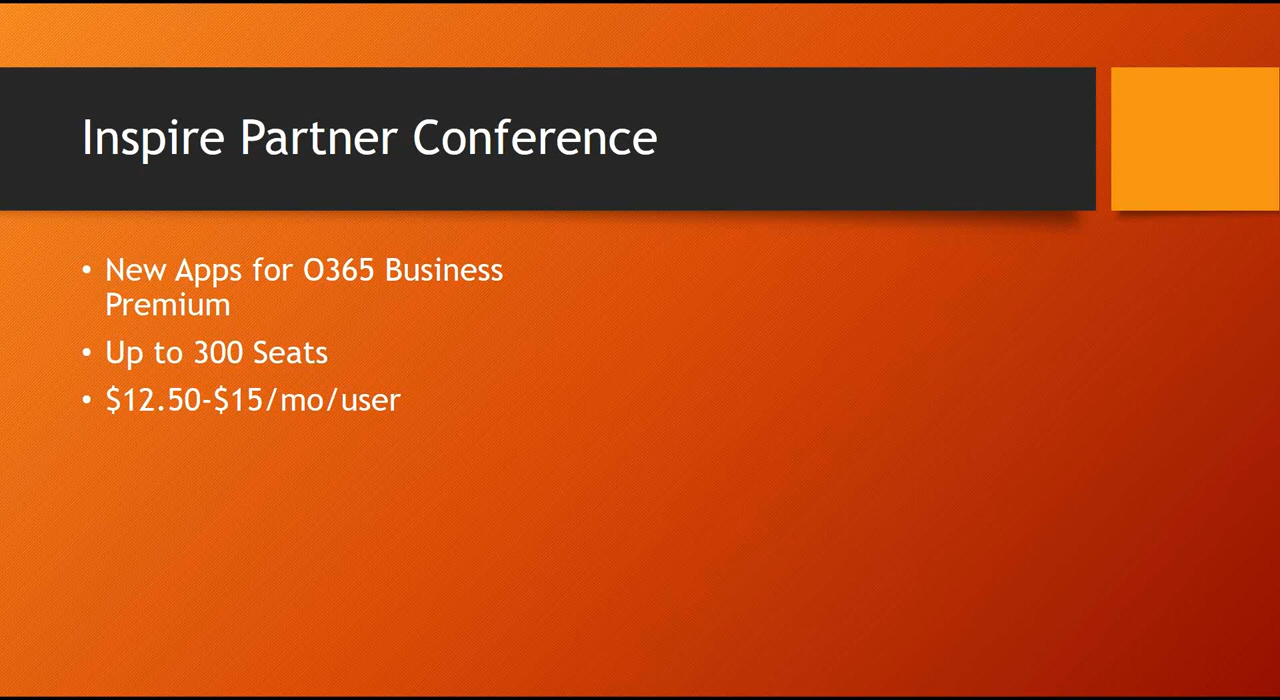 Inspire Partner Conference
• New Apps for O365 Business
Premium
• Up to 300 Seats
• $12.50-$15/mo/user